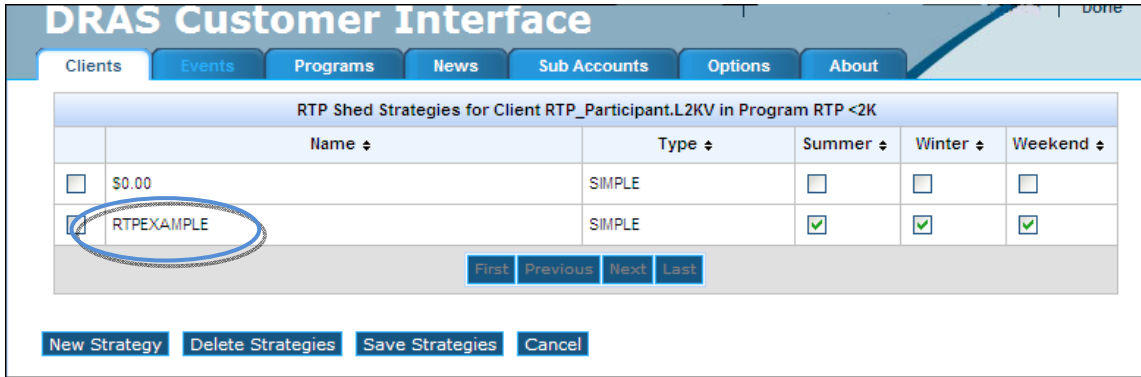 DRAS Customer Interface
Done
Clients Events Programs News Sub Accounts Options About
RTP Shed Strategies for Client RTP_Participant.L2KV in Program RTP <2K
Name Type Summer Winter Weekend
$0.00 SIMPLE
RTPEXAMPLE SIMPLE
First Previous Next Last
New Strategy Delete Strategies Save Strategies Cancel